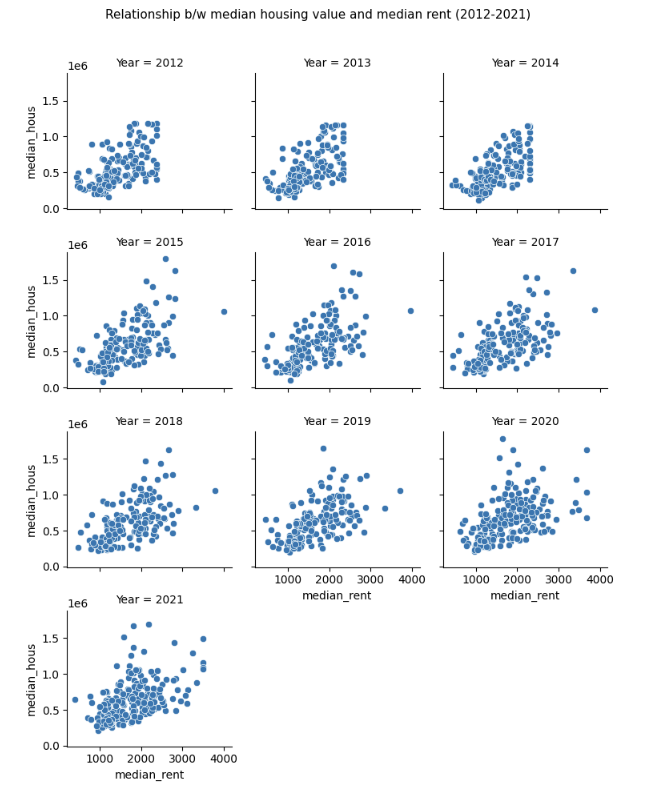 Relationship b/w median housing value and median rent (2012-2021)
1e6
Year = 2012
Year = 2013
Year = 2014
1.5
1.0
0.5
0.0
median_hous
1e6
Year = 2015
Year = 2016
Year = 2017
1.5
1.0
0.5
0.0
median_hous
1e6
Year = 2018
Year = 2019
Year = 2020
1.5
1.0
0.5
0.0
median_hous
1000 2000 3000 4000
median_rent
1000 2000 3000 4000
median_rent
1e6
Year = 2021
1.5
1.0
0.5
0.0
median_hous
1000 2000 3000 4000
median_rent